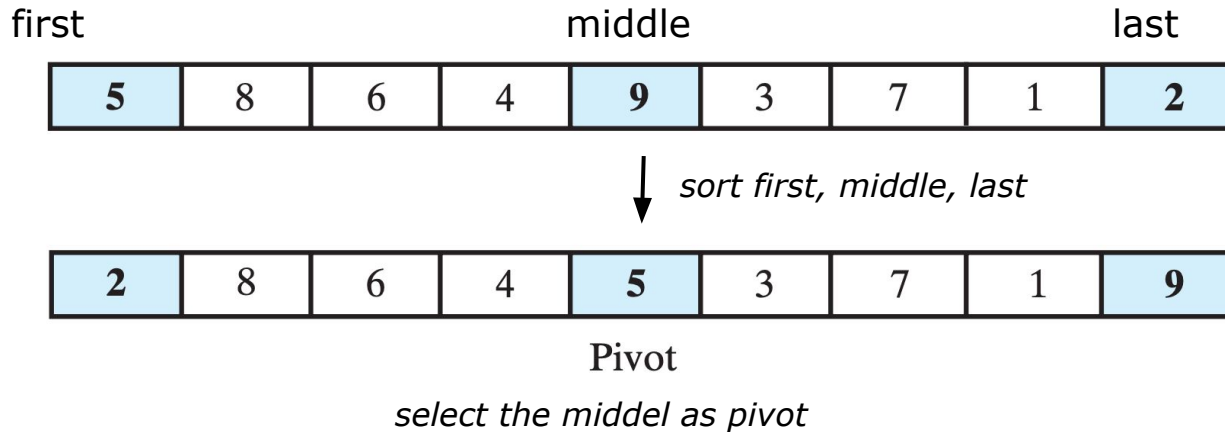 first middle last
5 8 6 4 9 3 7 1 2
sort first, middle, last
2 8 6 4 5 3 7 1 9
Pivot
select the middel as pivot